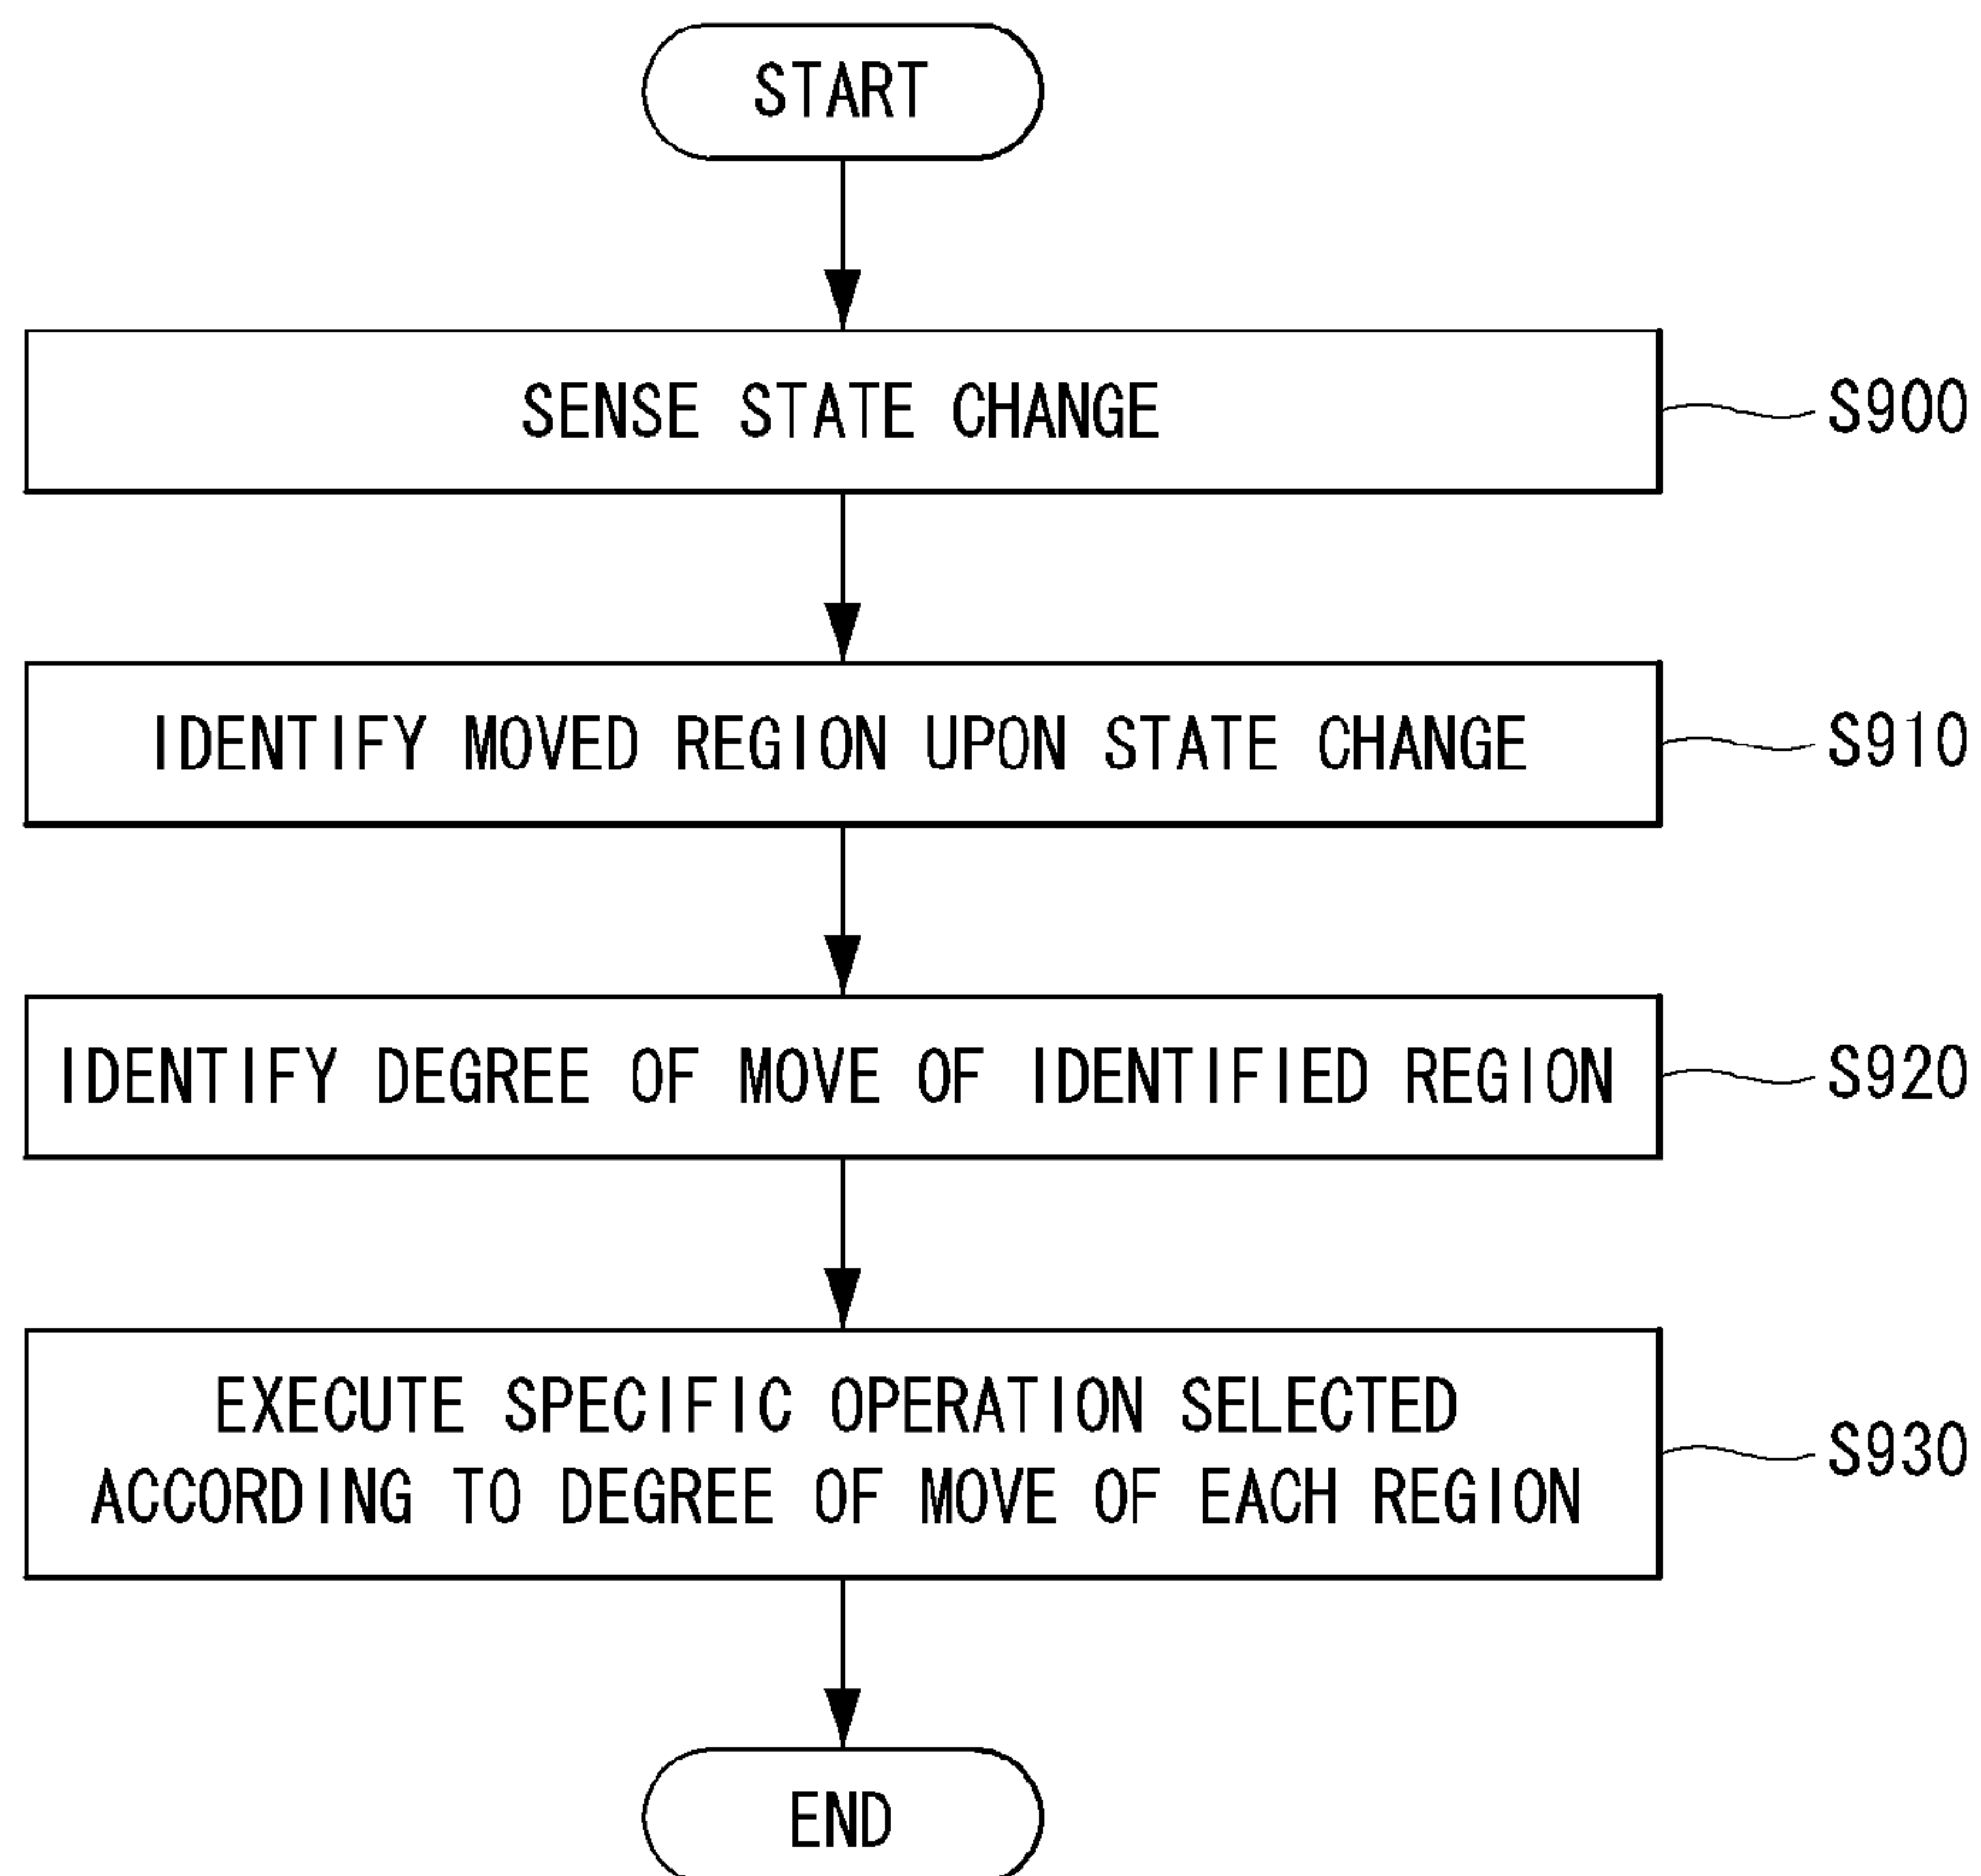 START
SENSE STATE CHANGE
S900
IDENTIFY MOVED REGION UPON STATE CHANGE
S910
IDENTIFY DEGREE OF MOVE OF IDENTIFIED REGION
S920
EXECUTE SPECIFIC OPERATION SELECTED
ACCORDING TO DEGREE OF MOVE OF EACH REGION
S930
END